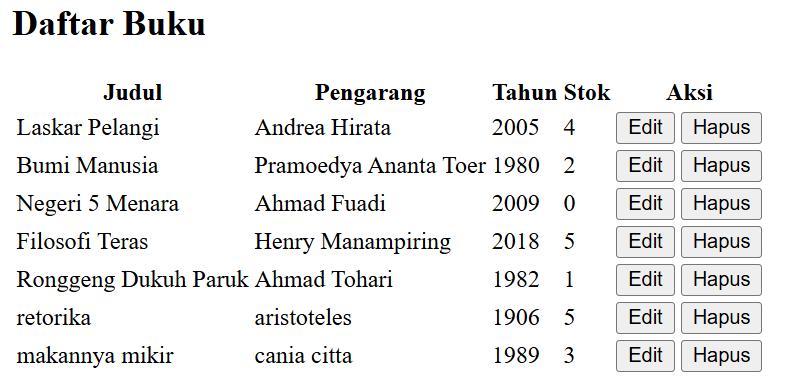 Daftar Buku
Judul Pengarang Tahun Stok Aksi
Laskar Pelangi Andrea Hirata 2005 4 Edit Hapus
Bumi Manusia Pramoedya Ananta Toer 1980 2 Edit Hapus
Negeri 5 Menara Ahmad Fuadi 2009 0 Edit Hapus
Filosofi Teras Henry Manampiring 2018 5 Edit Hapus
Ronggeng Dukuh Paruk Ahmad Tohari 1982 1 Edit Hapus
retorika aristoteles 1906 5 Edit Hapus
makannya mikir cania citta 1989 3 Edit Hapus